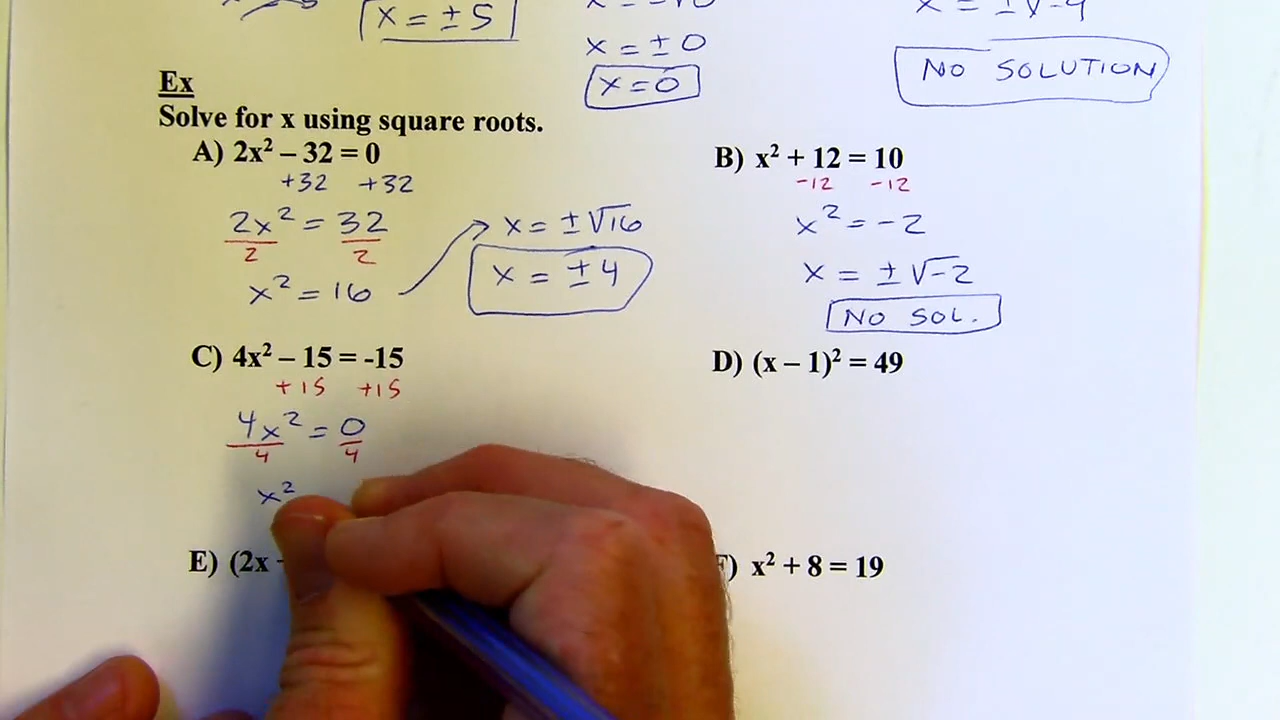 x = ±5
x = ±0
x = 0
x = ±√-9
NO SOLUTION
Ex
Solve for x using square roots.
A) 2x² – 32 = 0
+32 +32
2x² = 32
2 2
x² = 16
x = ±√16
x = ±4
B) x² + 12 = 10
-12 -12
x² = -2
x = ±√-2
NO SOL.
C) 4x² – 15 = -15
+15 +15
4x² = 0
4 4
x²
D) (x – 1)² = 49
E) (2x
F) x² + 8 = 19